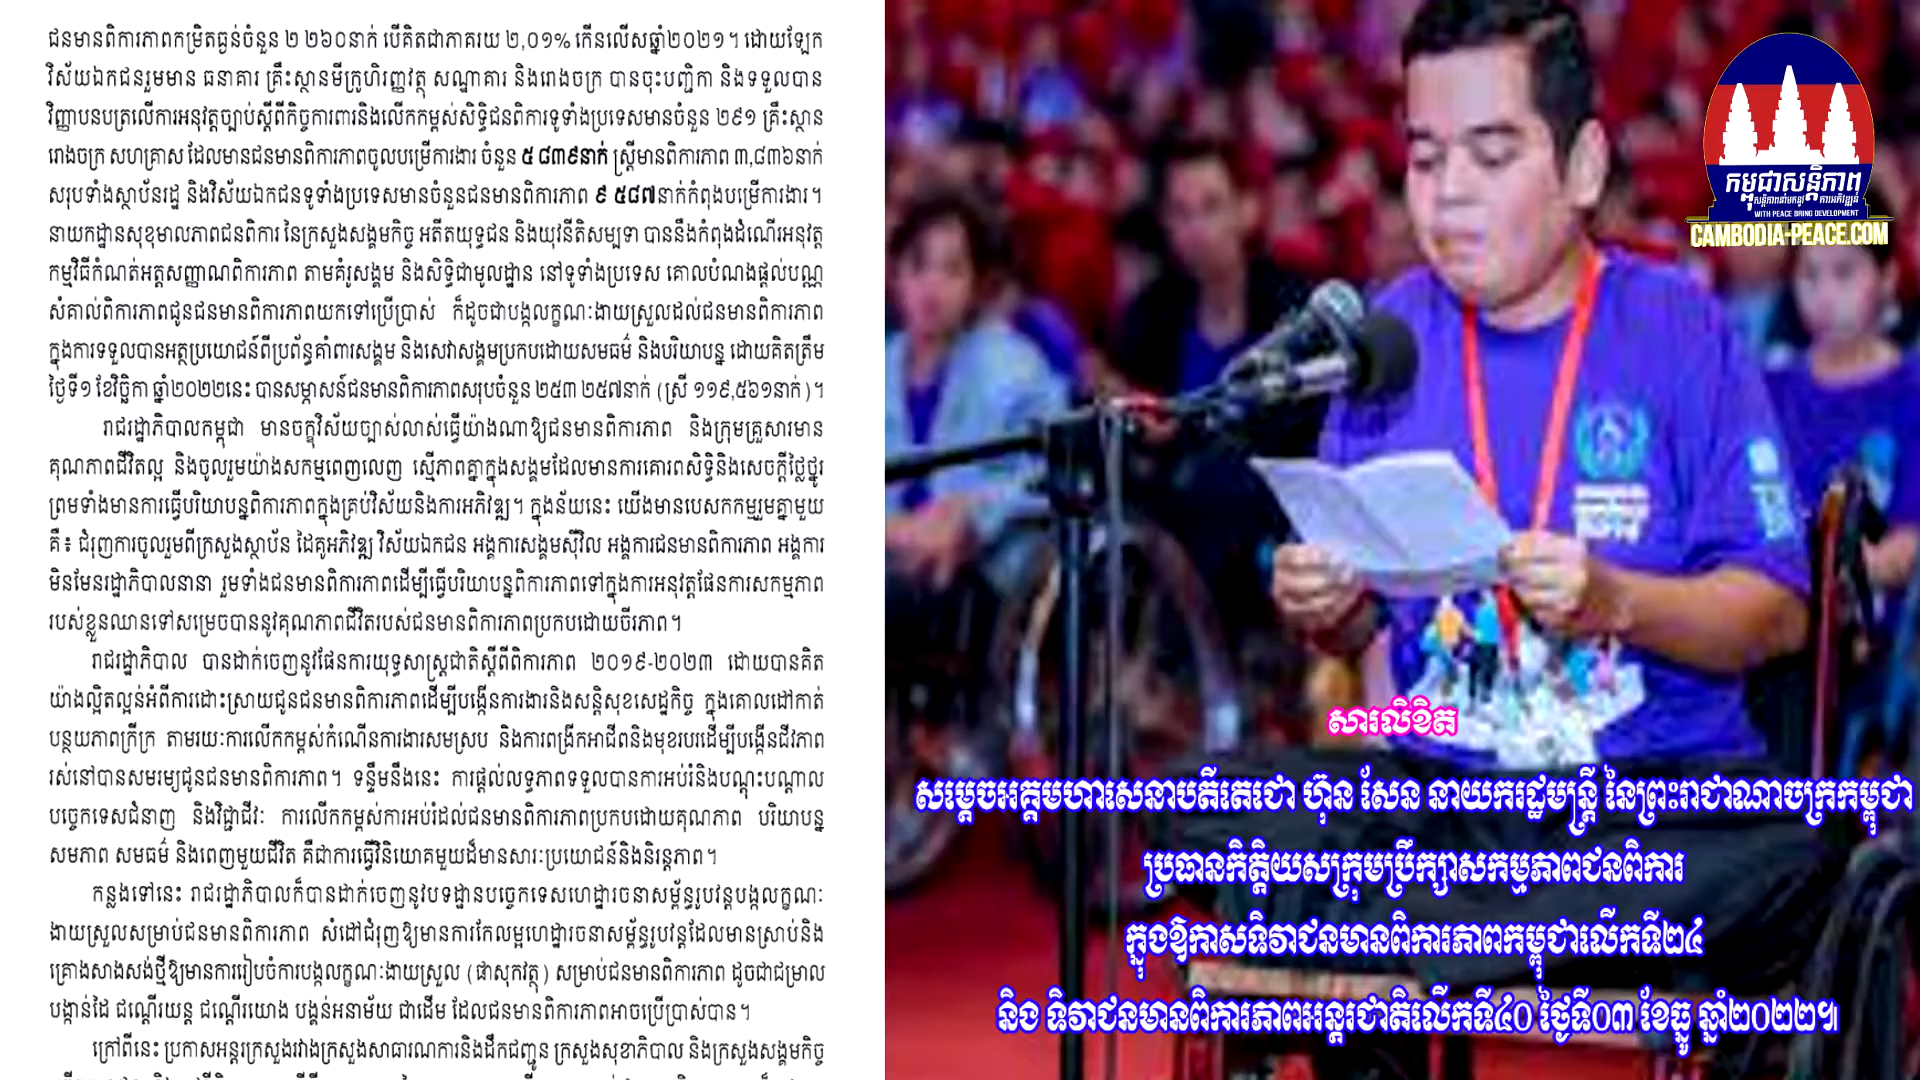 ជនមានពិការភាពកម្រិតធ្ងន់ចំនួន ២ ២៦០នាក់ បើគិតជាភាគរយ ២,០១% កើនលើសឆ្នាំ២០២១។ ដោយឡែក
វិស័យឯកជនរួមមាន ធនាគារ គ្រឹះស្ថានមីក្រូហិរញ្ញវត្ថុ សណ្ឋាគារ និងរោងចក្រ បានចុះបញ្ជិកា និងទទួលបាន
វិញ្ញាបនបត្រលើការអនុវត្តច្បាប់ស្តីពីកិច្ចការពារនិងលើកកម្ពស់សិទ្ធិជនពិការទូទាំងប្រទេសមានចំនួន ២៩១ គ្រឹះស្ថាន
រោងចក្រ សហគ្រាស ដែលមានជនមានពិការភាពចូលបម្រើការងារ ចំនួន ៥ ៨៣៩នាក់ ស្ត្រីមានពិការភាព ៣,៨៣៦នាក់
សរុបទាំងស្ថាប័នរដ្ឋ និងវិស័យឯកជនទូទាំងប្រទេសមានចំនួនជនមានពិការភាព ៩ ៥៨៧នាក់កំពុងបម្រើការងារ។
នាយកដ្ឋានសុខុមាលភាពជនពិការ នៃក្រសួងសង្គមកិច្ច អតីតយុទ្ធជន និងយុវនីតិសម្បទា បាននឹងកំពុងដំណើរអនុវត្ត
កម្មវិធីកំណត់អត្តសញ្ញាណពិការភាព តាមគំរូសង្គម និងសិទ្ធិជាមូលដ្ឋាន នៅទូទាំងប្រទេស គោលបំណងផ្តល់បណ្ណ
សំគាល់ពិការភាពជូនជនមានពិការភាពយកទៅប្រើប្រាស់ ក៏ដូចជាបង្កលក្ខណៈងាយស្រួលដល់ជនមានពិការភាព
ក្នុងការទទួលបានអត្ថប្រយោជន៍ពីប្រព័ន្ធគាំពារសង្គម និងសេវាសង្គមប្រកបដោយសមធម៌ និងបរិយាបន្ន ដោយគិតត្រឹម
ថ្ងៃទី១ ខែវិច្ឆិកា ឆ្នាំ២០២២នេះ បានសម្ភាសន៍ជនមានពិការភាពសរុបចំនួន ២៥៣ ២៥៧នាក់ (ស្រី ១១៩,៥៦១នាក់)។
រាជរដ្ឋាភិបាលកម្ពុជា មានចក្ខុវិស័យច្បាស់លាស់ធ្វើយ៉ាងណាឱ្យជនមានពិការភាព និងក្រុមគ្រួសារមាន
គុណភាពជីវិតល្អ និងចូលរួមយ៉ាងសកម្មពេញលេញ ស្មើភាពគ្នាក្នុងសង្គមដែលមានការគោរពសិទ្ធិនិងសេចក្តីថ្លៃថ្នូរ
ព្រមទាំងមានការធ្វើបរិយាបន្នពិការភាពក្នុងគ្រប់វិស័យនិងការអភិវឌ្ឍ។ ក្នុងន័យនេះ យើងមានបេសកកម្មរួមគ្នាមួយ
គឺ៖ ជំរុញការចូលរួមពីក្រសួងស្ថាប័ន ដៃគូអភិវឌ្ឍ វិស័យឯកជន អង្គការសង្គមស៊ីវិល អង្គការជនមានពិការភាព អង្គការ
មិនមែនរដ្ឋាភិបាលនានា រួមទាំងជនមានពិការភាពដើម្បីធ្វើបរិយាបន្នពិការភាពទៅក្នុងការអនុវត្តផែនការសកម្មភាព
របស់ខ្លួនឈានទៅសម្រេចបាននូវគុណភាពជីវិតរបស់ជនមានពិការភាពប្រកបដោយចីរភាព។
រាជរដ្ឋាភិបាល បានដាក់ចេញនូវផែនការយុទ្ធសាស្ត្រជាតិស្តីពីពិការភាព ២០១៩-២០២៣ ដោយបានគិត
យ៉ាងល្អិតល្អន់អំពីការដោះស្រាយជូនជនមានពិការភាពដើម្បីបង្កើនការងារនិងសន្តិសុខសេដ្ឋកិច្ច ក្នុងគោលដៅកាត់
បន្ថយភាពក្រីក្រ តាមរយៈការលើកកម្ពស់កំណើនការងារសមស្រប និងការពង្រីកអាជីពនិងមុខរបរដើម្បីបង្កើនជីវភាព
រស់នៅបានសមរម្យជូនជនមានពិការភាព។ ទន្ទឹមនឹងនេះ ការផ្តល់លទ្ធភាពទទួលបានការអប់រំនិងបណ្តុះបណ្តាល
បច្ចេកទេសជំនាញ និងវិជ្ជាជីវៈ ការលើកកម្ពស់ការអប់រំដល់ជនមានពិការភាពប្រកបដោយគុណភាព បរិយាបន្ន
សមភាព សមធម៌ និងពេញមួយជីវិត គឺជាការធ្វើវិនិយោគមួយដ៏មានសារៈប្រយោជន៍និងនិរន្តភាព។
កន្លងទៅនេះ រាជរដ្ឋាភិបាលក៏បានដាក់ចេញនូវបទដ្ឋានបច្ចេកទេសហេដ្ឋារចនាសម្ព័ន្ធរូបវន្តបង្កលក្ខណៈ
ងាយស្រួលសម្រាប់ជនមានពិការភាព សំដៅជំរុញឱ្យមានការកែលម្អហេដ្ឋារចនាសម្ព័ន្ធរូបវន្តដែលមានស្រាប់និង
គ្រោងសាងសង់ថ្មីឱ្យមានការរៀបចំការបង្កលក្ខណៈងាយស្រួល (ផាសុកវត្ថុ) សម្រាប់ជនមានពិការភាព ដូចជាជម្រាល
បង្កាន់ដៃ ជណ្តើរយន្ត ជណ្តើរយោង បង្គន់អនាម័យ ជាដើម ដែលជនមានពិការភាពអាចប្រើប្រាស់បាន។
ក្រៅពីនេះ ប្រកាសអន្តរក្រសួងរវាងក្រសួងសាធារណការនិងដឹកជញ្ជូន ក្រសួងសុខាភិបាល និងក្រសួងសង្គមកិច្ច
កម្ពុជាសន្តិភាព
សន្តិភាពនាំមកនូវ ការអភិវឌ្ឍន៍
WITH PEACE BRING DEVELOPMENT
CAMBODIA-PEACE.COM
សារលិខិត
សម្តេចអគ្គមហាសេនាបតីតេជោ ហ៊ុន សែន នាយករដ្ឋមន្ត្រី នៃព្រះរាជាណាចក្រកម្ពុជា
ប្រធានកិត្តិយសក្រុមប្រឹក្សាសកម្មភាពជនពិការ
ក្នុងឱកាសទិវាជនមានពិការភាពកម្ពុជាលើកទី២៤
និង ទិវាជនមានពិការភាពអន្តរជាតិលើកទី៤០ ថ្ងៃទី០៣ ខែធ្នូ ឆ្នាំ២០២២៕